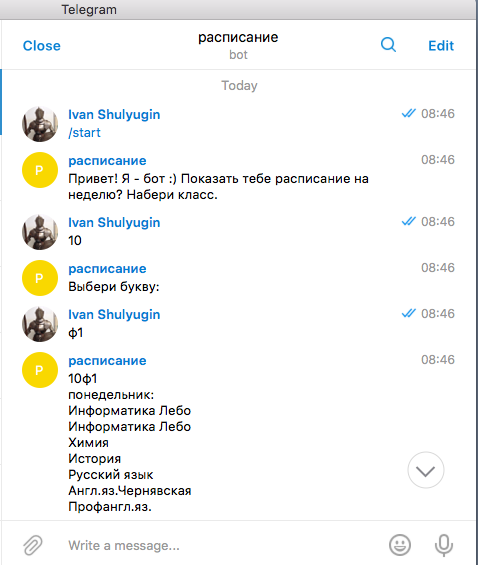 Telegram
Close
расписание
Edit
bot
Today
Ivan Shulyugin
08:46
/start
Р
расписание
08:46
Привет! Я - бот :) Показать тебе расписание на
неделю? Набери класс.
Ivan Shulyugin
08:46
10
Р
расписание
08:46
Выбери букву:
Ivan Shulyugin
08:46
ф1
Р
расписание
08:46
10ф1
понедельник:
Информатика Лебо
Информатика Лебо
Химия
История
Русский язык
Англ.яз.Чернявская
Профангл.яз.
Write a message...